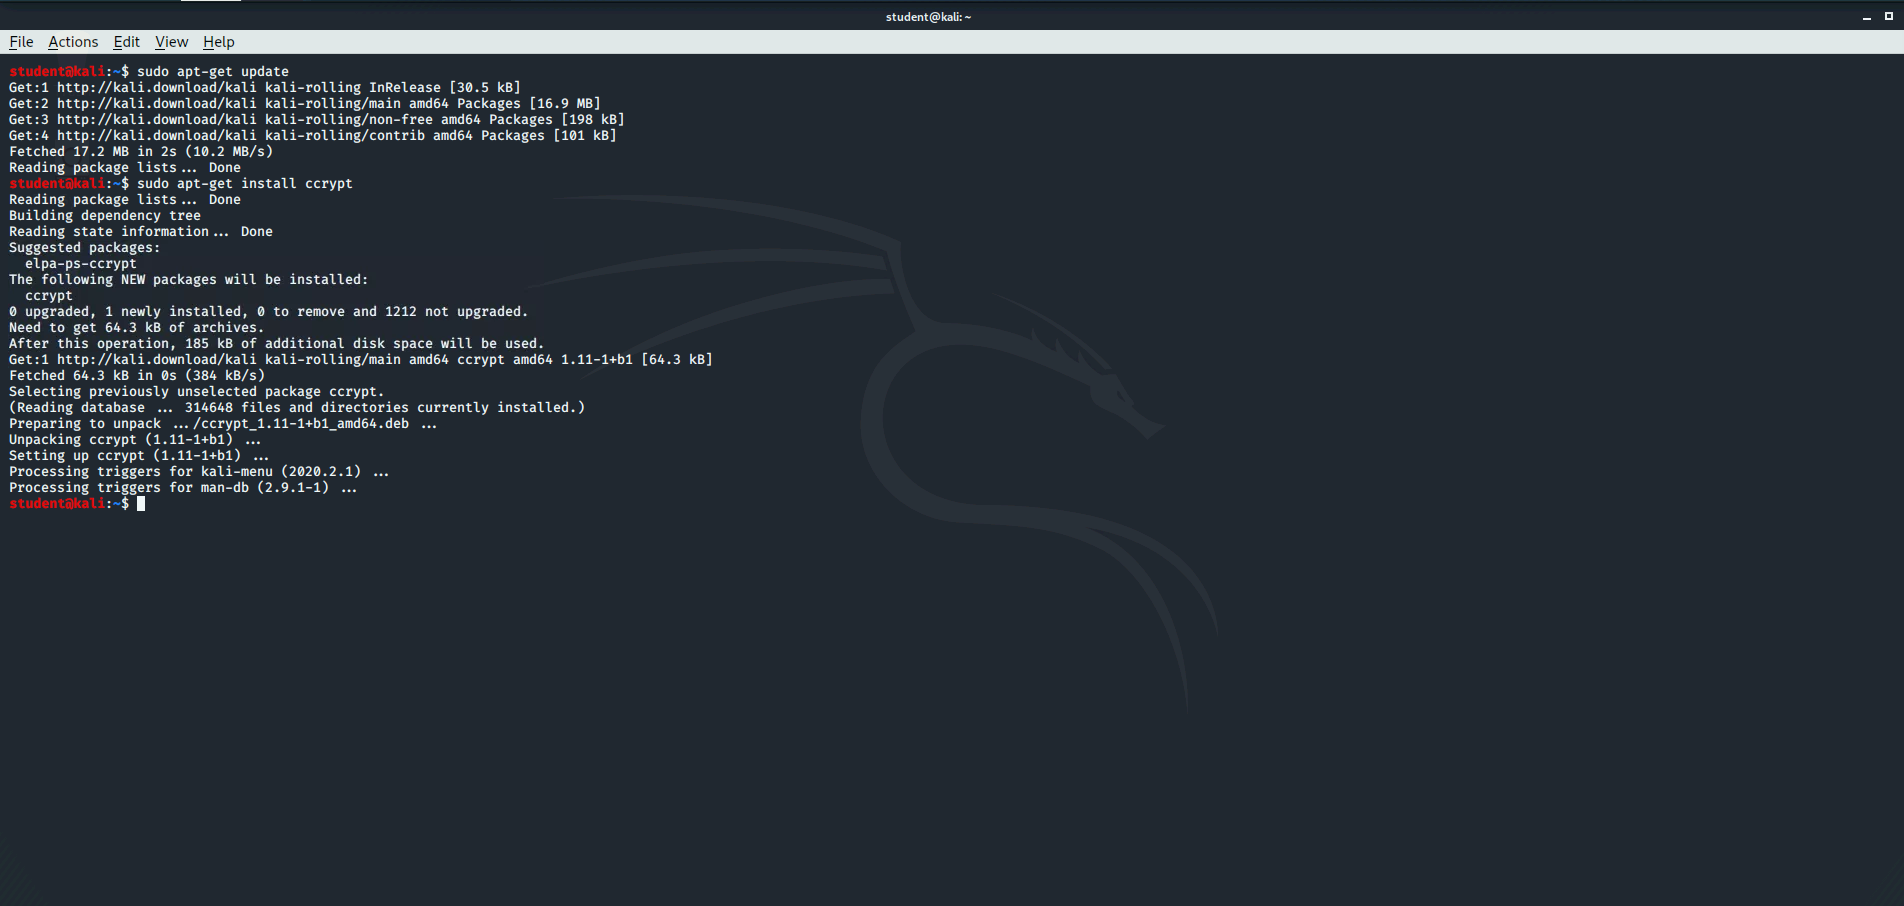 student@kali: ~
File Actions Edit View Help
student@kali:~$ sudo apt-get update
Get:1 http://kali.download/kali kali-rolling InRelease [30.5 kB]
Get:2 http://kali.download/kali kali-rolling/main amd64 Packages [16.9 MB]
Get:3 http://kali.download/kali kali-rolling/non-free amd64 Packages [198 kB]
Get:4 http://kali.download/kali kali-rolling/contrib amd64 Packages [101 kB]
Fetched 17.2 MB in 2s (10.2 MB/s)
Reading package lists... Done
student@kali:~$ sudo apt-get install ccrypt
Reading package lists... Done
Building dependency tree
Reading state information... Done
Suggested packages:
  elpa-ps-ccrypt
The following NEW packages will be installed:
  ccrypt
0 upgraded, 1 newly installed, 0 to remove and 1212 not upgraded.
Need to get 64.3 kB of archives.
After this operation, 185 kB of additional disk space will be used.
Get:1 http://kali.download/kali kali-rolling/main amd64 ccrypt amd64 1.11-1+b1 [64.3 kB]
Fetched 64.3 kB in 0s (384 kB/s)
Selecting previously unselected package ccrypt.
(Reading database ... 314648 files and directories currently installed.)
Preparing to unpack .../ccrypt_1.11-1+b1_amd64.deb ...
Unpacking ccrypt (1.11-1+b1) ...
Setting up ccrypt (1.11-1+b1) ...
Processing triggers for kali-menu (2020.2.1) ...
Processing triggers for man-db (2.9.1-1) ...
student@kali:~$